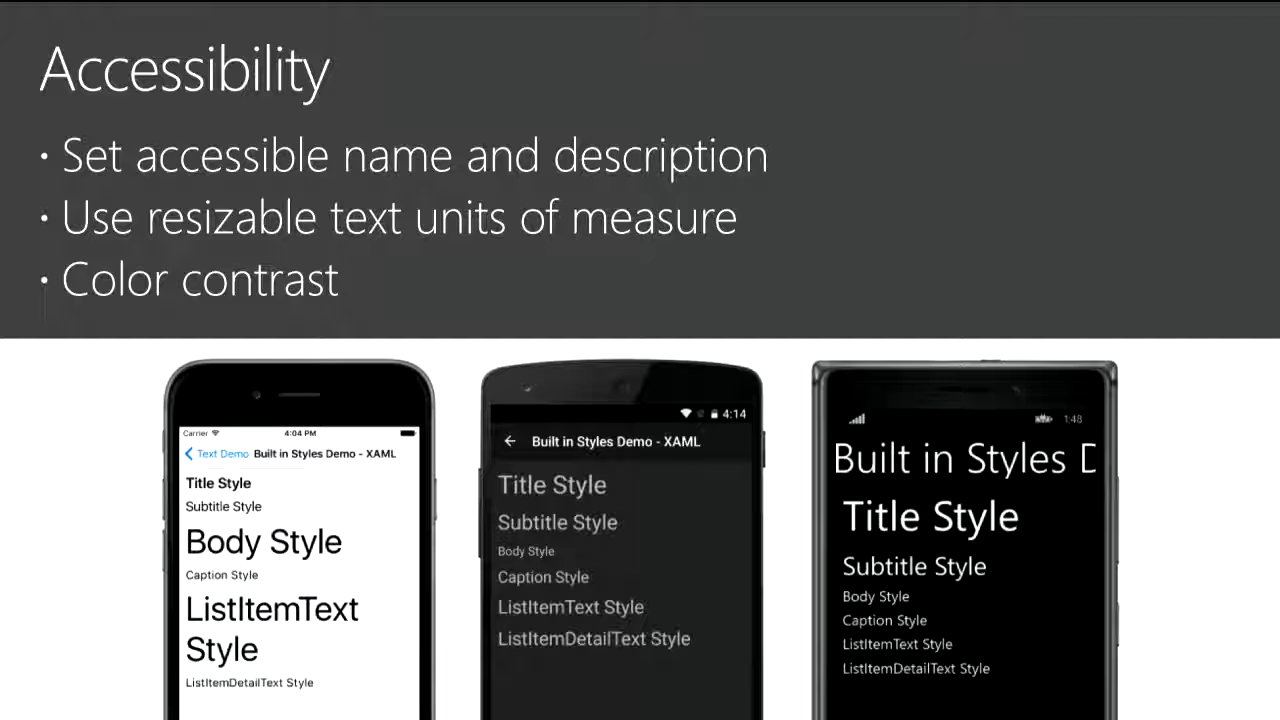 Accessibility
• Set accessible name and description
• Use resizable text units of measure
• Color contrast
Carrier 4:04 PM
Text Demo Built in Styles Demo - XAML
Title Style
Subtitle Style
Body Style
Caption Style
ListItemText
Style
ListItemDetailText Style
4:14
Built in Styles Demo - XAML
Title Style
Subtitle Style
Body Style
Caption Style
ListItemText Style
ListItemDetailText Style
1:48
Built in Styles D
Title Style
Subtitle Style
Body Style
Caption Style
ListItemText Style
ListItemDetailText Style